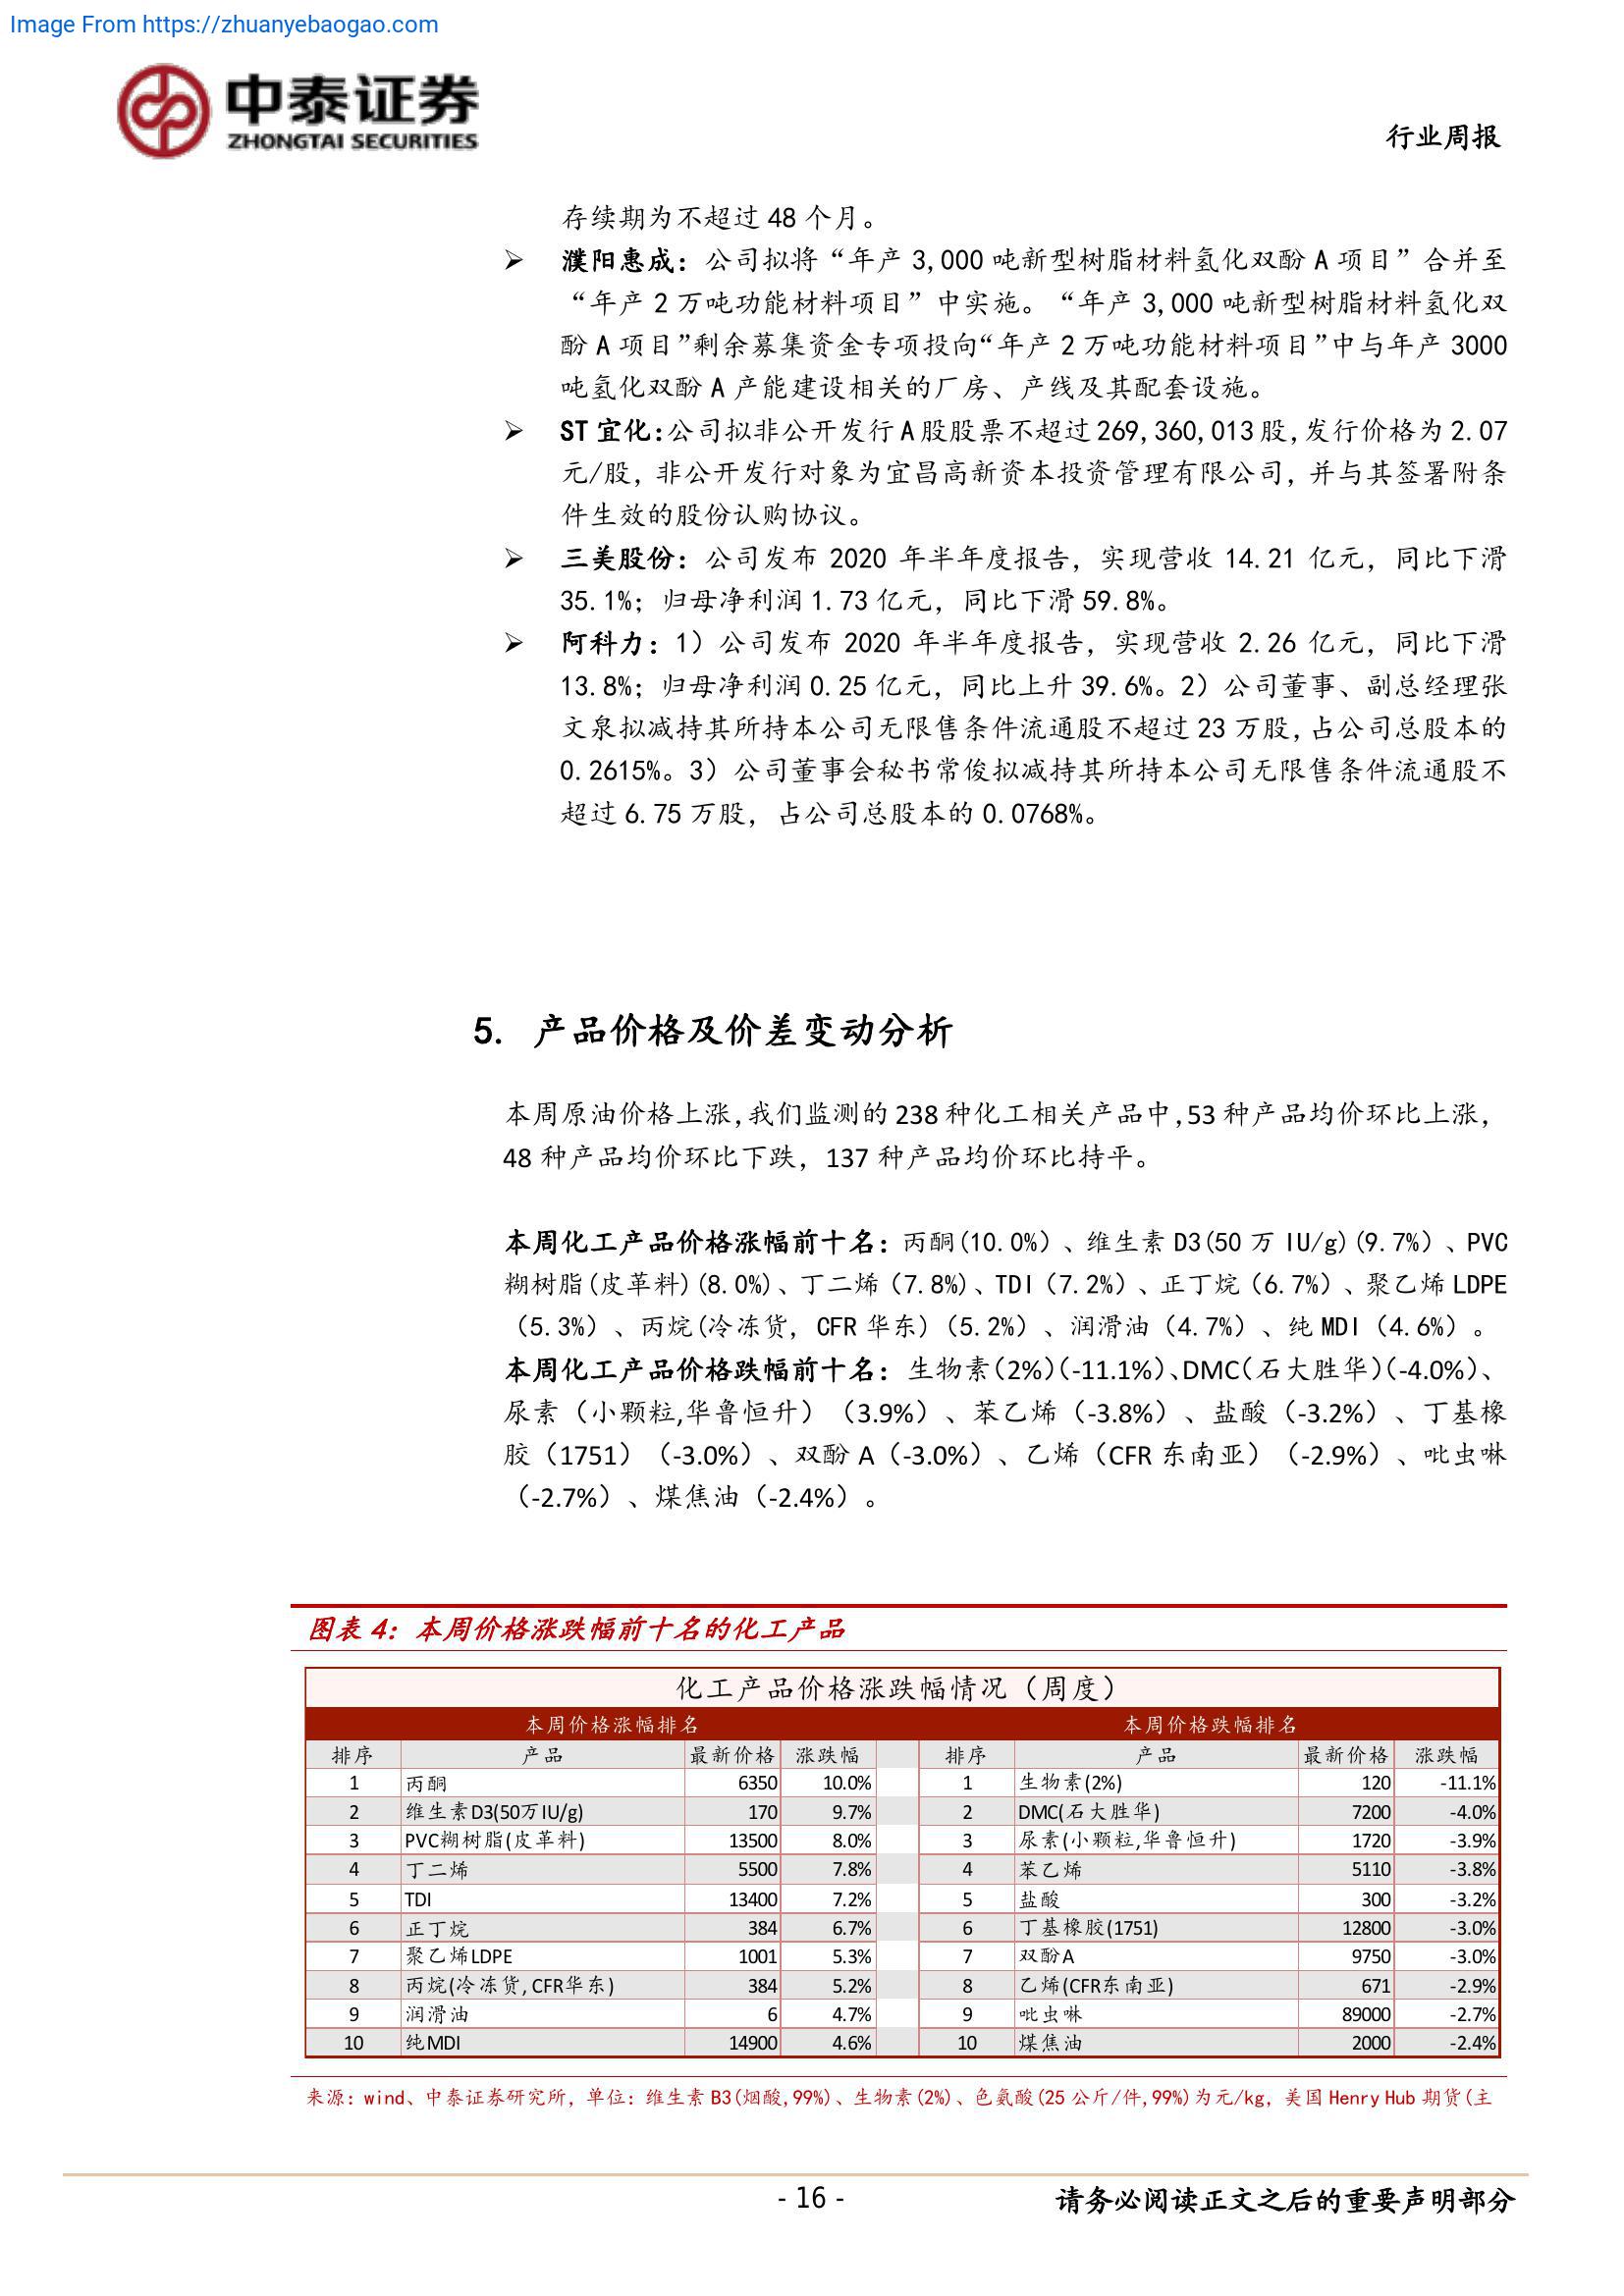 Image From https://zhuanyebaogao.com
中泰证券
ZHONGTAI SECURITIES
行业周报
存续期为不超过 48 个月。
➢ 濮阳惠成：公司拟将“年产 3,000 吨新型树脂材料氢化双酚 A 项目”合并至
“年产 2 万吨功能材料项目”中实施。“年产 3,000 吨新型树脂材料氢化双
酚 A 项目”剩余募集资金专项投向“年产 2 万吨功能材料项目”中与年产 3000
吨氢化双酚 A 产能建设相关的厂房、产线及其配套设施。
➢ ST 宜化：公司拟非公开发行 A 股股票不超过 269,360,013 股，发行价格为 2.07
元/股，非公开发行对象为宜昌高新资本投资管理有限公司，并与其签署附条
件生效的股份认购协议。
➢ 三美股份：公司发布 2020 年半年度报告，实现营收 14.21 亿元，同比下滑
35.1%；归母净利润 1.73 亿元，同比下滑 59.8%。
➢ 阿科力：1）公司发布 2020 年半年度报告，实现营收 2.26 亿元，同比下滑
13.8%；归母净利润 0.25 亿元，同比上升 39.6%。2）公司董事、副总经理张
文泉拟减持其所持本公司无限售条件流通股不超过 23 万股，占公司总股本的
0.2615%。3）公司董事会秘书常俊拟减持其所持本公司无限售条件流通股不
超过 6.75 万股，占公司总股本的 0.0768%。
5. 产品价格及价差变动分析
本周原油价格上涨，我们监测的 238 种化工相关产品中，53 种产品均价环比上涨，
48 种产品均价环比下跌，137 种产品均价环比持平。
本周化工产品价格涨幅前十名：丙酮(10.0%）、维生素 D3(50 万 IU/g)(9.7%）、PVC
糊树脂(皮革料)(8.0%)、丁二烯（7.8%)、TDI（7.2%）、正丁烷（6.7%）、聚乙烯 LDPE
（5.3%）、丙烷(冷冻货, CFR 华东)（5.2%）、润滑油（4.7%）、纯 MDI（4.6%）。
本周化工产品价格跌幅前十名：生物素(2%)(-11.1%)、DMC(石大胜华)(-4.0%)、
尿素（小颗粒,华鲁恒升）（3.9%）、苯乙烯（-3.8%）、盐酸（-3.2%）、丁基橡
胶（1751）（-3.0%）、双酚 A（-3.0%）、乙烯（CFR 东南亚）（-2.9%）、吡虫啉
（-2.7%）、煤焦油（-2.4%）。
图表 4：本周价格涨跌幅前十名的化工产品
化工产品价格涨跌幅情况（周度）
本周价格涨幅排名 本周价格跌幅排名
排序 产品 最新价格 涨跌幅 排序 产品 最新价格 涨跌幅
1 丙酮 6350 10.0% 1 生物素(2%) 120 -11.1%
2 维生素D3(50万IU/g) 170 9.7% 2 DMC(石大胜华) 7200 -4.0%
3 PVC糊树脂(皮革料) 13500 8.0% 3 尿素(小颗粒,华鲁恒升) 1720 -3.9%
4 丁二烯 5500 7.8% 4 苯乙烯 5110 -3.8%
5 TDI 13400 7.2% 5 盐酸 300 -3.2%
6 正丁烷 384 6.7% 6 丁基橡胶(1751) 12800 -3.0%
7 聚乙烯LDPE 1001 5.3% 7 双酚A 9750 -3.0%
8 丙烷(冷冻货,CFR华东) 384 5.2% 8 乙烯(CFR东南亚) 671 -2.9%
9 润滑油 6 4.7% 9 吡虫啉 89000 -2.7%
10 纯MDI 14900 4.6% 10 煤焦油 2000 -2.4%
来源：wind、中泰证券研究所，单位：维生素 B3(烟酸,99%)、生物素(2%)、色氨酸(25 公斤/件,99%)为元/kg，美国 Henry Hub 期货(主
- 16 -
请务必阅读正文之后的重要声明部分